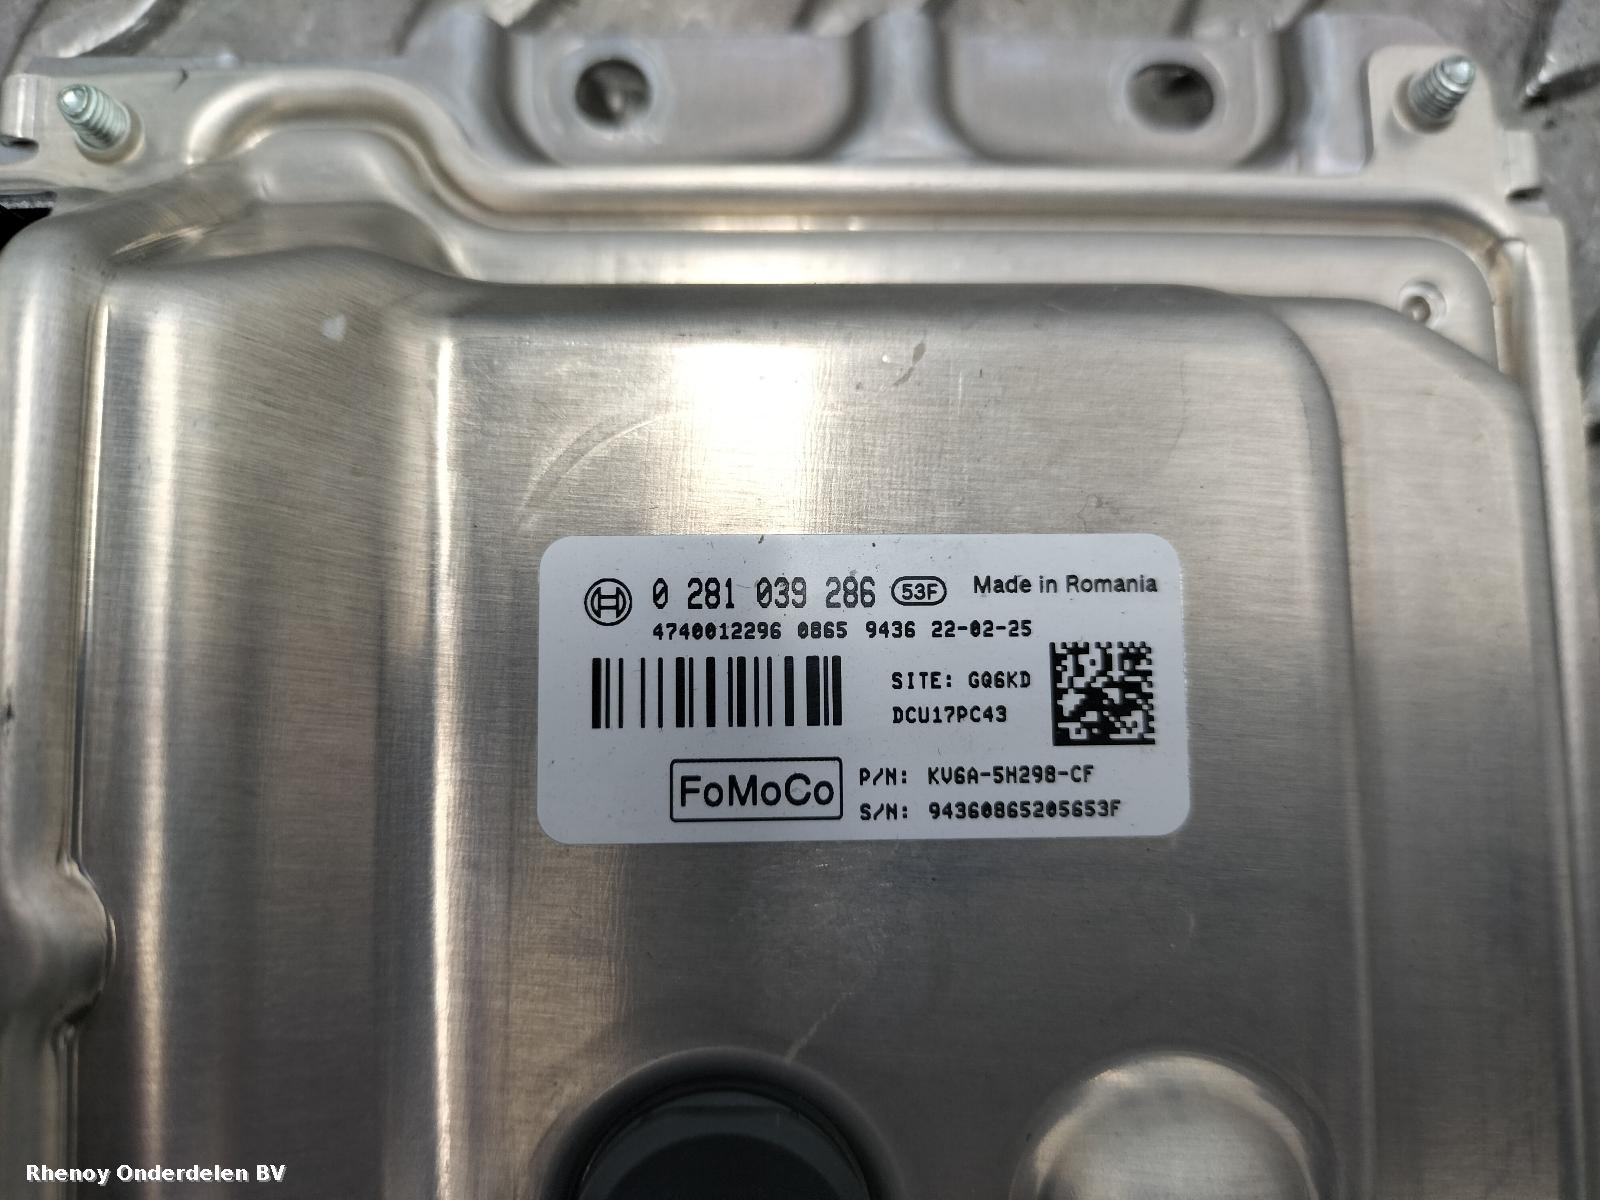 0 281 039 286 53F Made in Romania
4740012296 0865 9436 22-02-25
SITE: GQ6KD
DCU17PC43
FoMoCo
P/N: KV6A-5H298-CF
S/N: 94360865205653F
Rhenoy Onderdelen BV